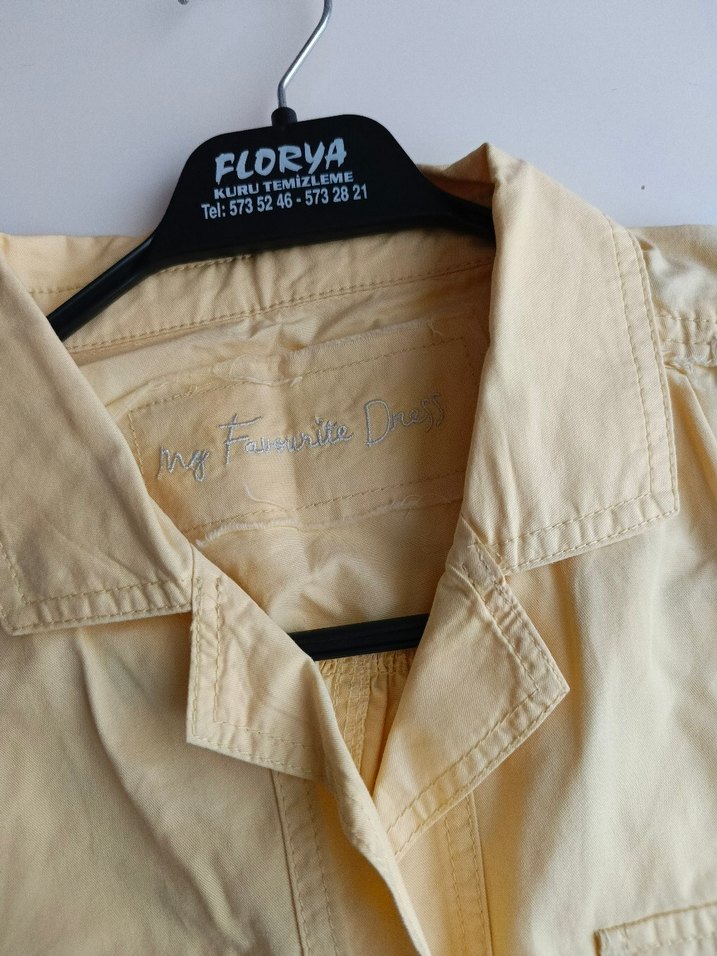 FLORYA
KURU TEMİZLEME
Tel: 573 52 46 - 573 28 21
My Favourite Dress